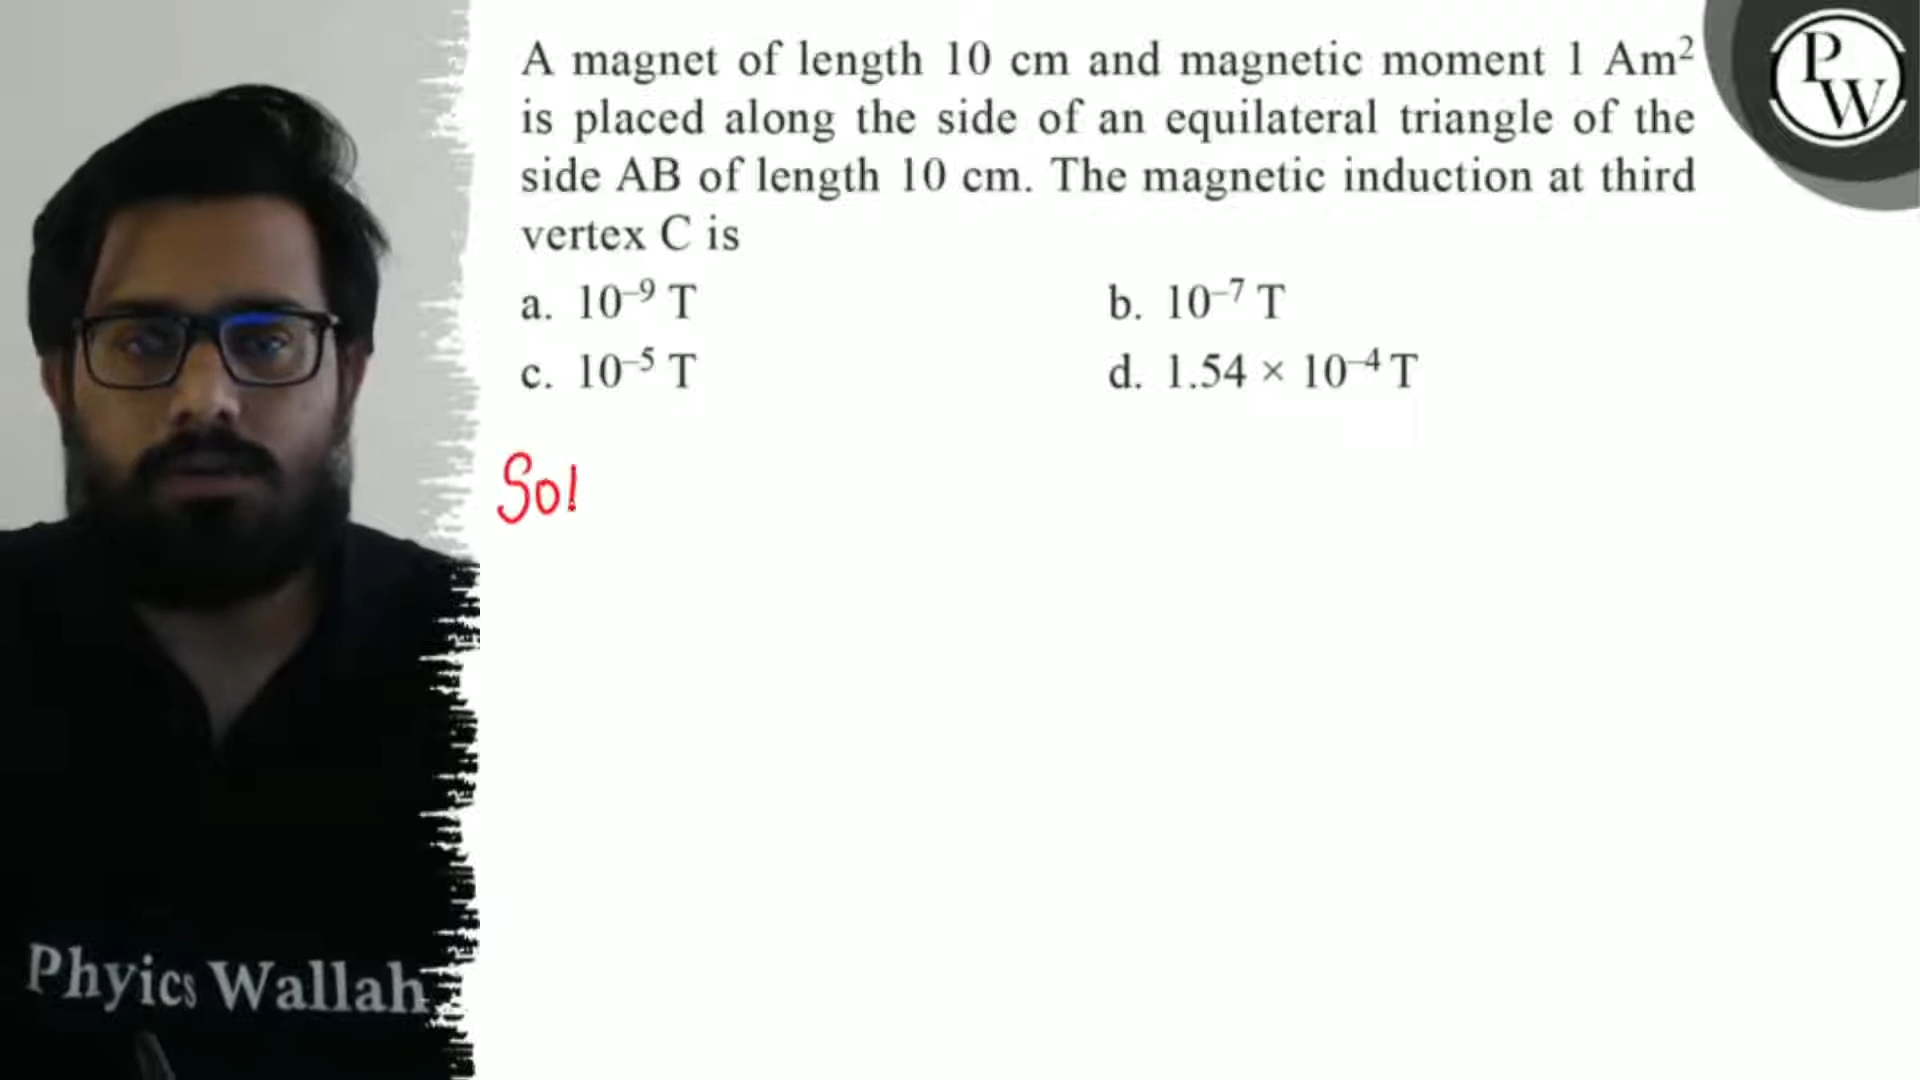 A magnet of length 10 cm and magnetic moment 1 Am²
is placed along the side of an equilateral triangle of the
side AB of length 10 cm. The magnetic induction at third
vertex C is
a. 10⁻⁹ T
b. 10⁻⁷ T
c. 10⁻⁵ T
d. 1.54 × 10⁻⁴ T
Sol
PW
Phyics Wallah